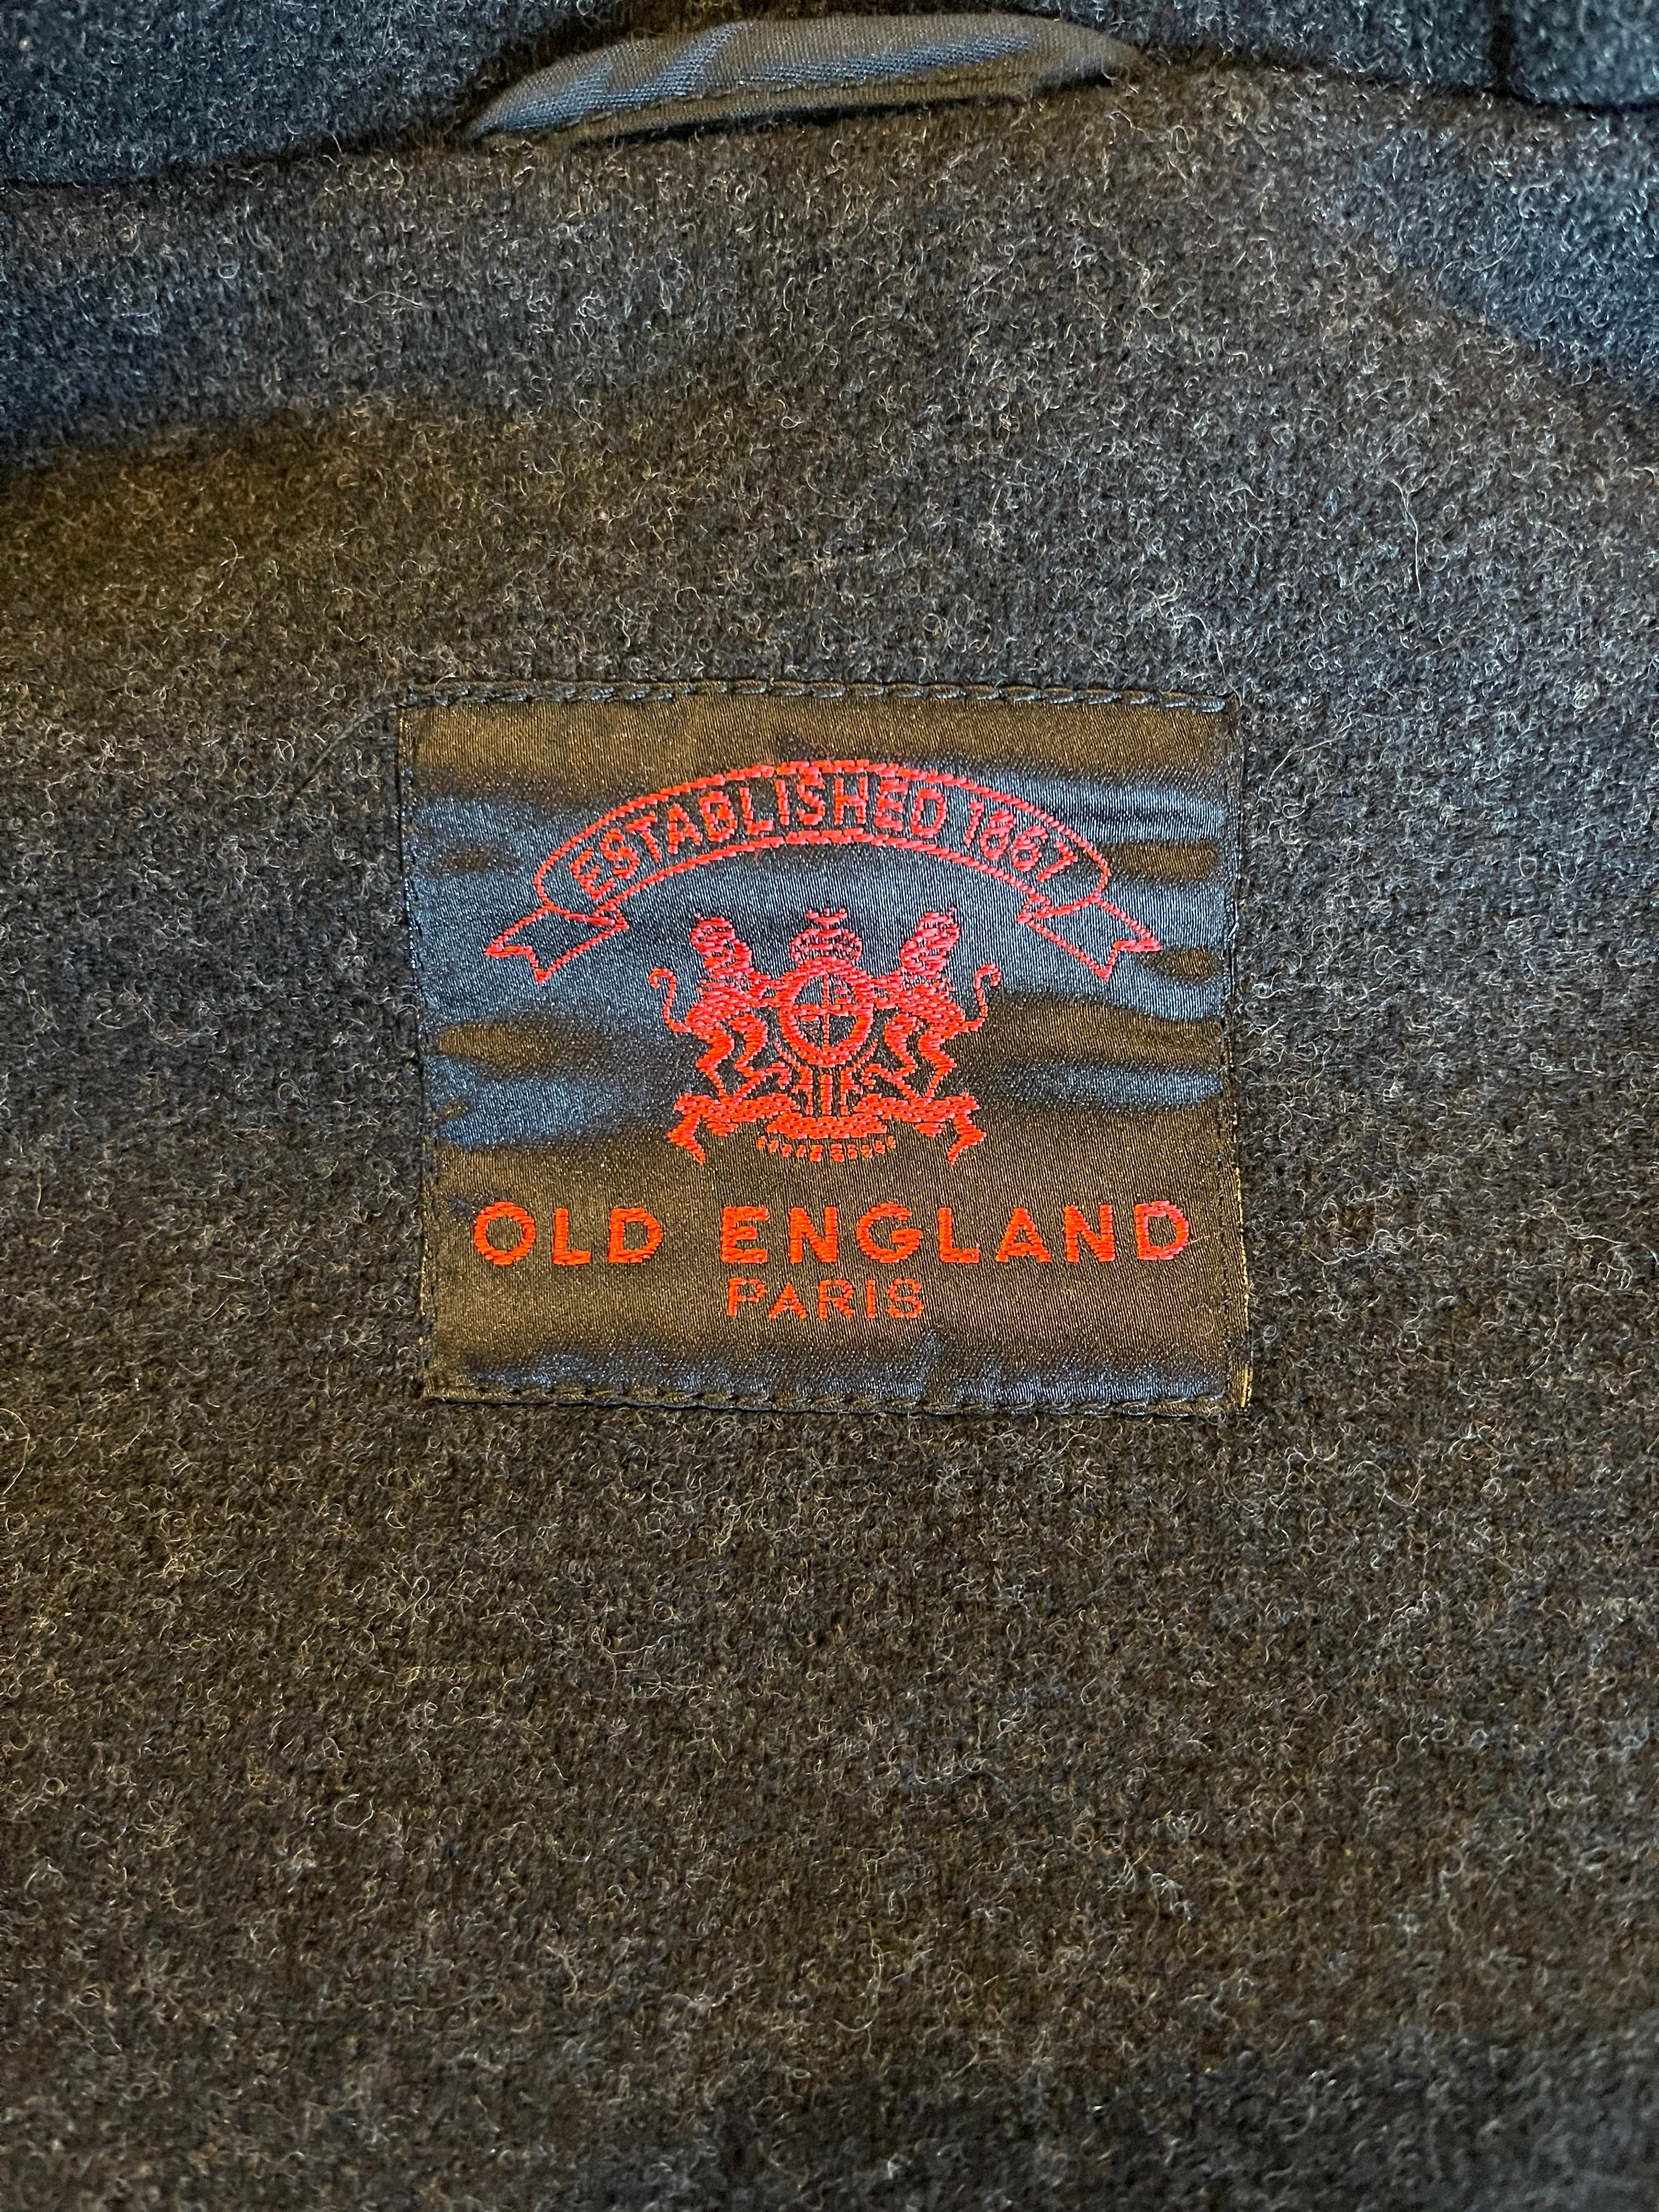 ESTABLISHED 1867
OLD ENGLAND
PARIS